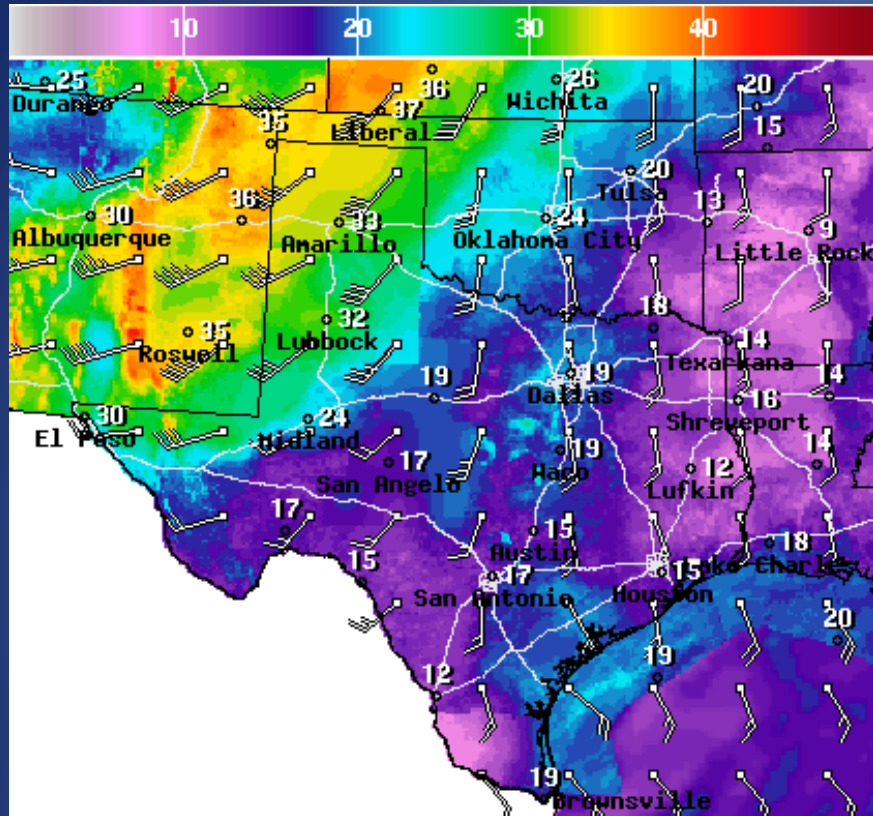 10 20 30 40
36
25 26
Durango Wichita 20
37
Liberal
35 15
20
Tulsa
36 33 24 13
30 9
Albuquerque Amarillo Oklahoma City Little Rock
32 18
35 14
Roswell Lubbock Texarkana
19 19 14
Dallas 16
30 24 Shreveport
El Paso Midland
17 19 12 14
San Angelo Waco Lufkin
17 15 18
Austin Lake Charles
15 17 15
San Antonio Houston
20
19
12
19
Brownsville